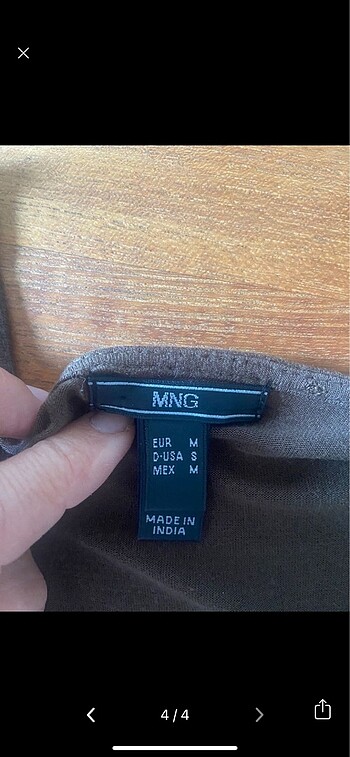 MNG
EUR M
D·USA S
MEX M
MADE IN
INDIA
4/4